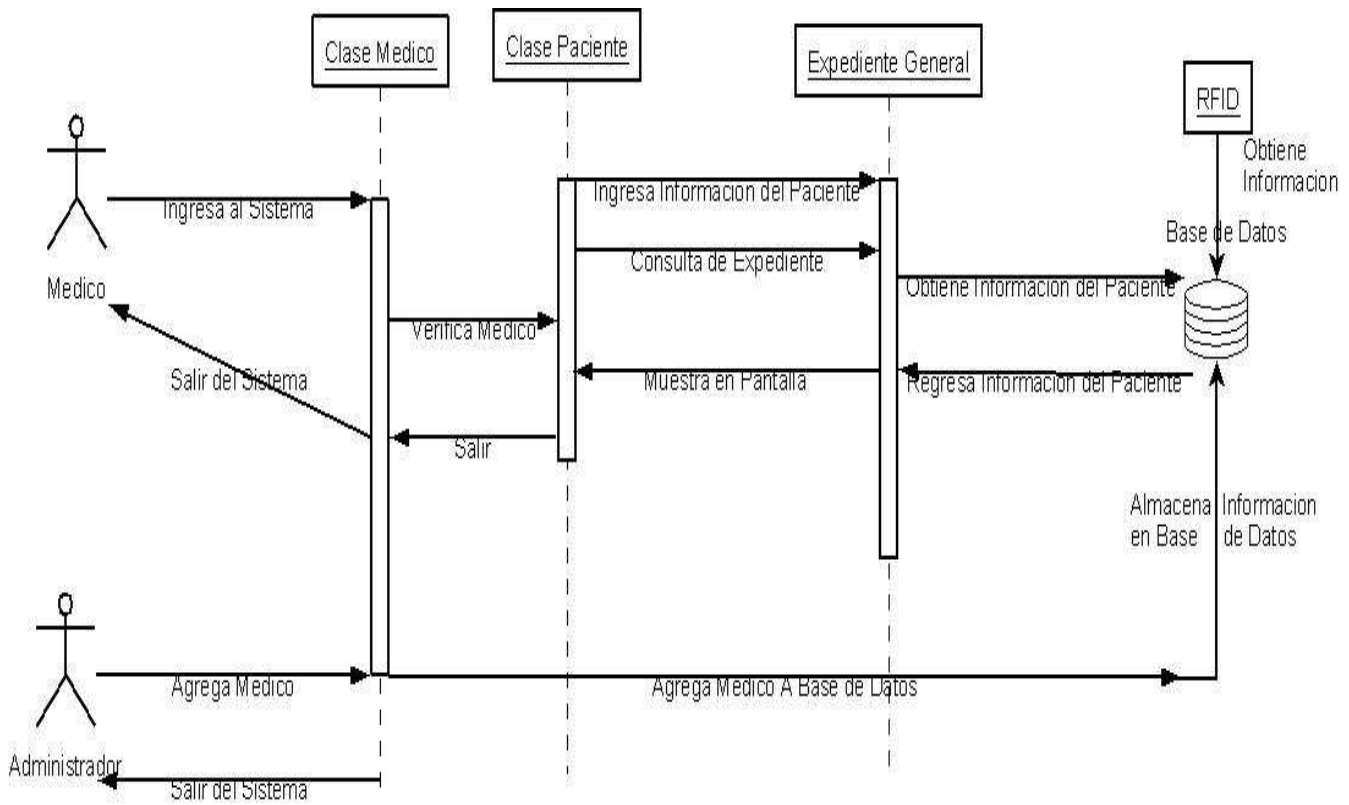 Clase Medico
Clase Paciente
Expediente General
RFID
Obtiene
Informacion
Ingresa Informacion del Paciente
Ingresa al Sistema
Base de Datos
Consulta de Expediente
Obtiene Informacion del Paciente
Medico
Verifica Medico
Salir del Sistema
Muestra en Pantalla
Regresa Informacion del Paciente
Salir
Almacena Informacion
en Base de Datos
Agrega Medico
Agrega Medico A Base de Datos
Administrador
Salir del Sistema